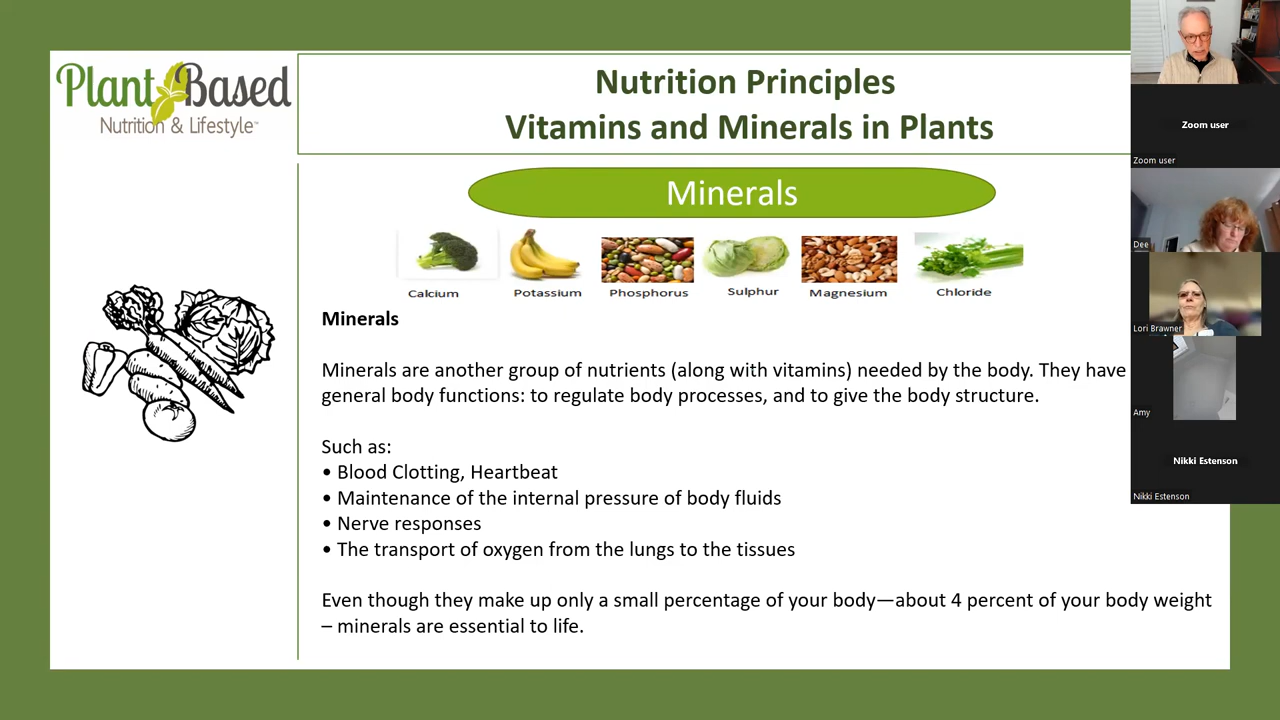 Plant Based
Nutrition & Lifestyle™
Nutrition Principles
Vitamins and Minerals in Plants
Minerals
Calcium Potassium Phosphorus Sulphur Magnesium Chloride
Minerals
Minerals are another group of nutrients (along with vitamins) needed by the body. They have
general body functions: to regulate body processes, and to give the body structure.
Such as:
• Blood Clotting, Heartbeat
• Maintenance of the internal pressure of body fluids
• Nerve responses
• The transport of oxygen from the lungs to the tissues
Even though they make up only a small percentage of your body—about 4 percent of your body weight
– minerals are essential to life.
Zoom user
Zoom user
Dee
Lori Brawner
Amy
Nikki Estenson
Nikki Estenson